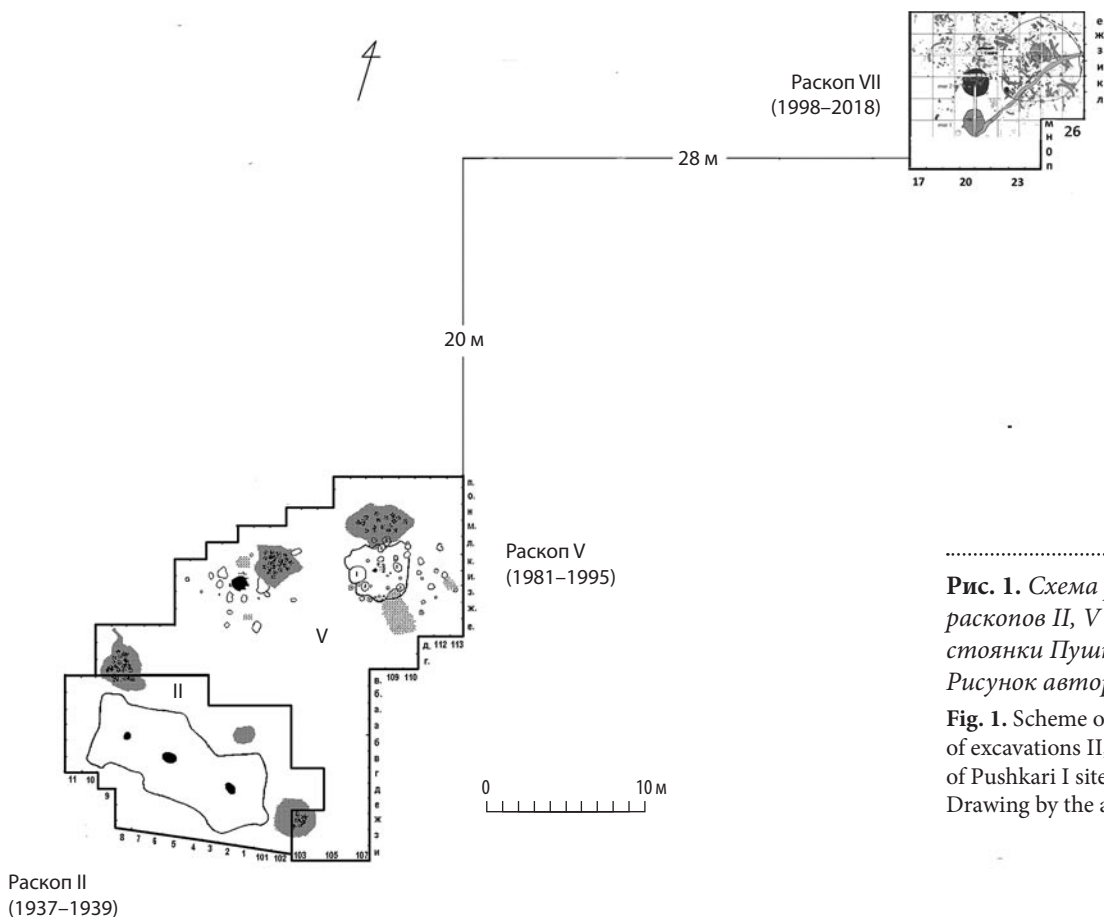 Раскоп VII
(1998–2018)
е
ж
з
и
к
л
м
н
о
п
26
17 20 23
28 м
20 м
п.
о.
н
м.
л.
к.
и.
з.
ж.
е.
Раскоп V
(1981–1995)
V
д. 112 113
г.
109 110
в.
б.
а.
а
б
в
г
д
е
ж
з
и
II
11 10
9
8 7 6 5 4 3 2 1 101 102 103 105 107
0 10 м
Раскоп II
(1937–1939)
Рис. 1. Схема
раскопов II, V
стоянки
Рисунок
Fig. 1. Scheme
of excavations II,
of Pushkari I site
Drawing by the